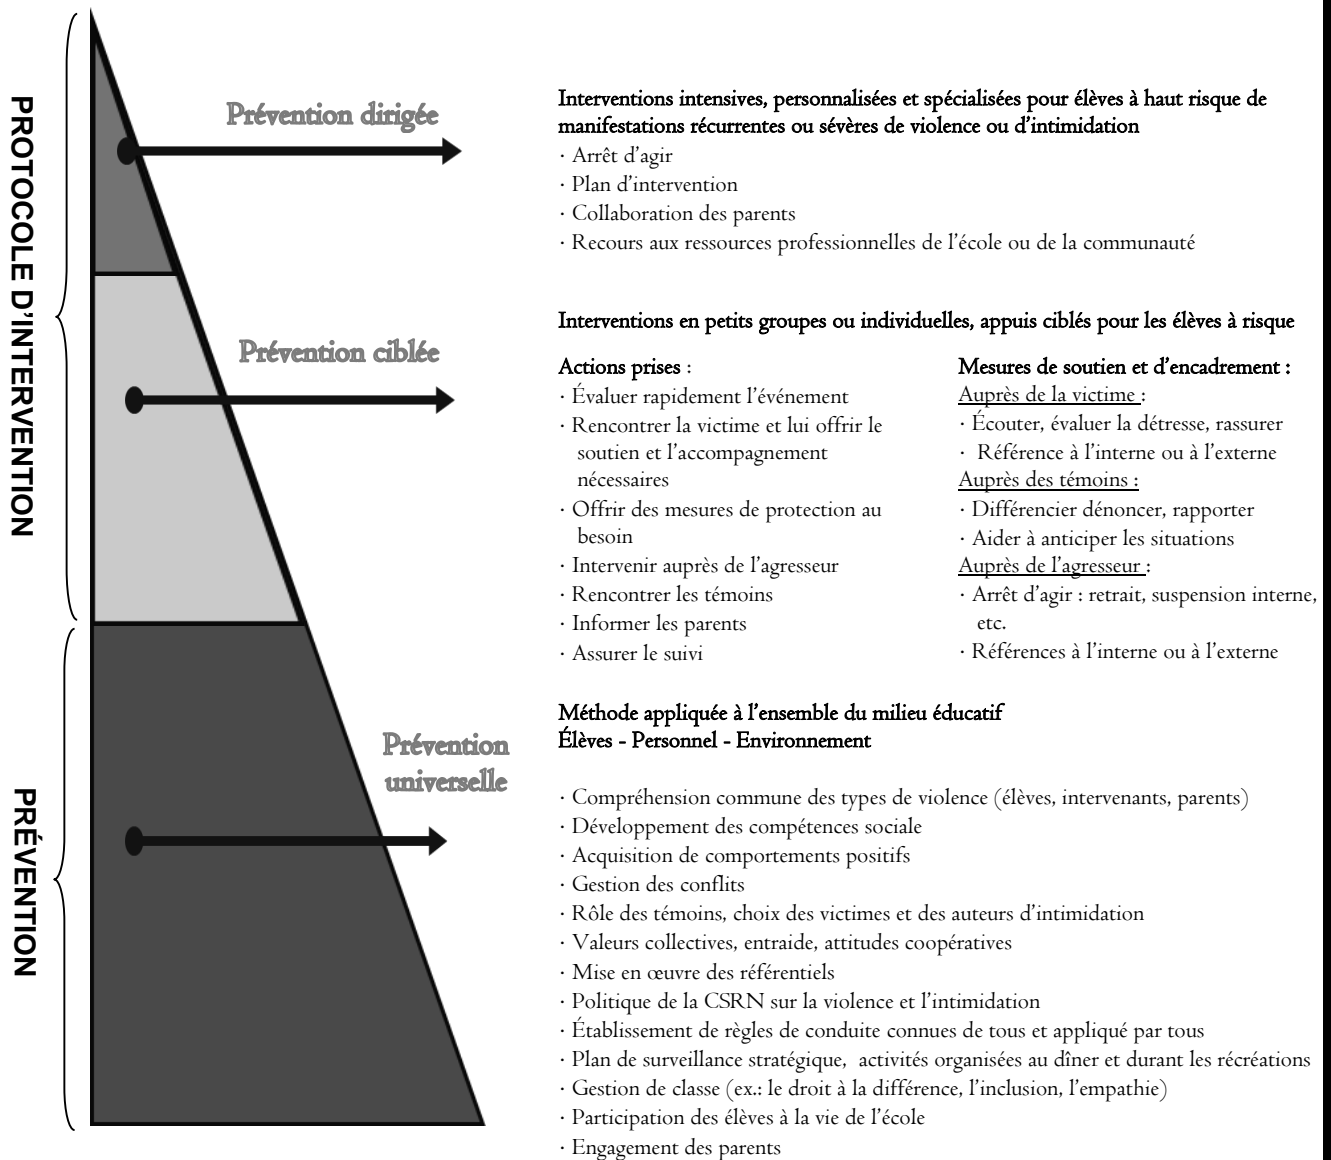 PROTOCOLE D'INTERVENTION
Prévention dirigée
Interventions intensives, personnalisées et spécialisées pour élèves à haut risque de
manifestations récurrentes ou sévères de violence ou d'intimidation
· Arrêt d'agir
· Plan d'intervention
· Collaboration des parents
· Recours aux ressources professionnelles de l'école ou de la communauté
Prévention ciblée
Interventions en petits groupes ou individuelles, appuis ciblés pour les élèves à risque
Actions prises :
· Évaluer rapidement l'événement
· Rencontrer la victime et lui offrir le
soutien et l'accompagnement
nécessaires
· Offrir des mesures de protection au
besoin
· Intervenir auprès de l'agresseur
· Rencontrer les témoins
· Informer les parents
· Assurer le suivi
Mesures de soutien et d'encadrement :
Auprès de la victime :
· Écouter, évaluer la détresse, rassurer
· Référence à l'interne ou à l'externe
Auprès des témoins :
· Différencier dénoncer, rapporter
· Aider à anticiper les situations
Auprès de l'agresseur :
· Arrêt d'agir : retrait, suspension interne,
etc.
· Références à l'interne ou à l'externe
PRÉVENTION
Prévention
universelle
Méthode appliquée à l'ensemble du milieu éducatif
Élèves - Personnel - Environnement
· Compréhension commune des types de violence (élèves, intervenants, parents)
· Développement des compétences sociale
· Acquisition de comportements positifs
· Gestion des conflits
· Rôle des témoins, choix des victimes et des auteurs d'intimidation
· Valeurs collectives, entraide, attitudes coopératives
· Mise en œuvre des référentiels
· Politique de la CSRN sur la violence et l'intimidation
· Établissement de règles de conduite connues de tous et appliqué par tous
· Plan de surveillance stratégique, activités organisées au dîner et durant les récréations
· Gestion de classe (ex.: le droit à la différence, l'inclusion, l'empathie)
· Participation des élèves à la vie de l'école
· Engagement des parents